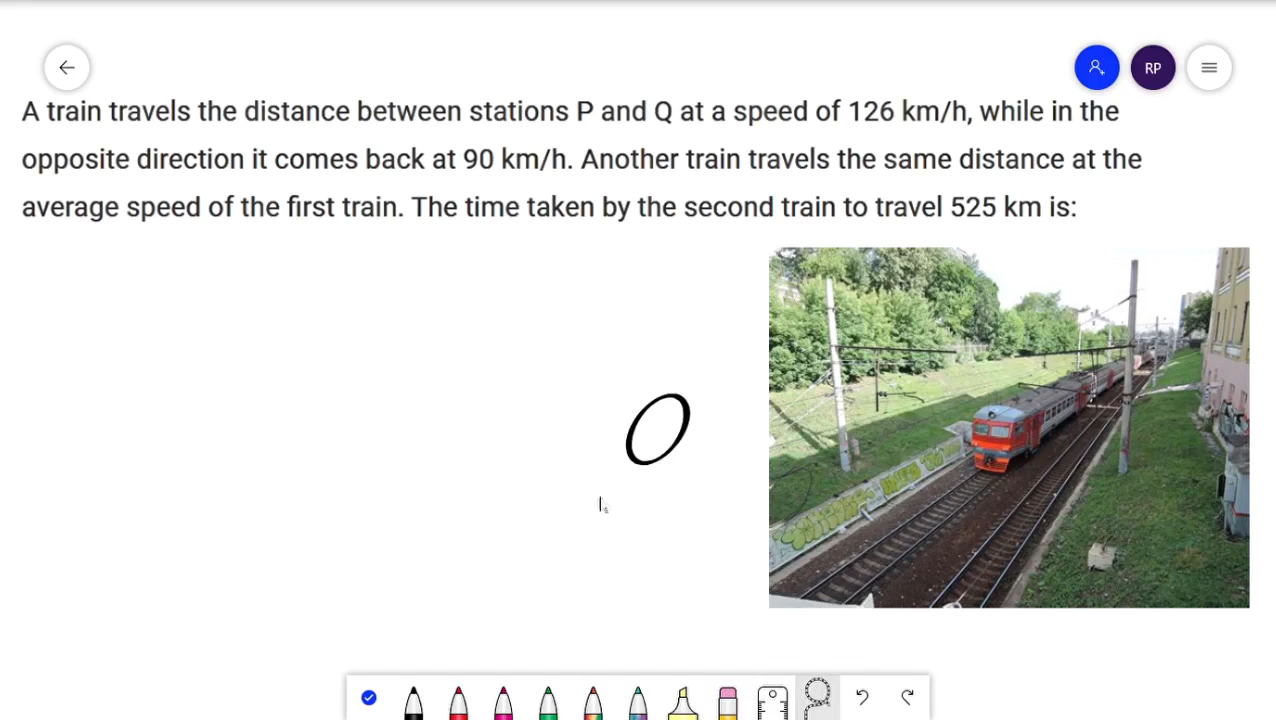 RP
A train travels the distance between stations P and Q at a speed of 126 km/h, while in the
opposite direction it comes back at 90 km/h. Another train travels the same distance at the
average speed of the first train. The time taken by the second train to travel 525 km is:
0